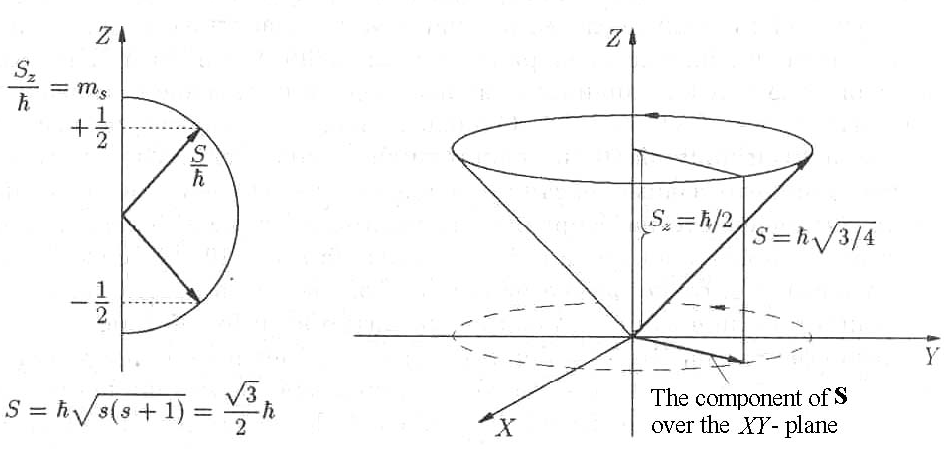 Z
S_z/ħ = m_s
+ 1/2
S/ħ
− 1/2
S = ħ√s(s + 1) = √3/2 ħ
Z
S_z = ħ/2
S = ħ√3/4
Y
X
The component of S
over the XY- plane